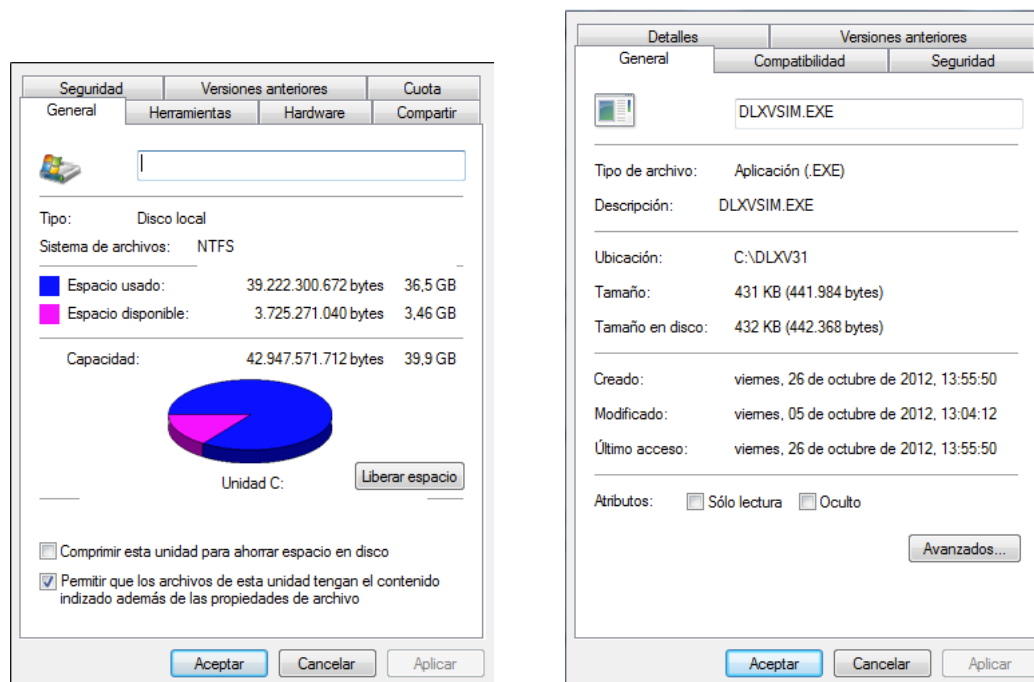 Seguridad Versiones anteriores Cuota
General Herramientas Hardware Compartir
Tipo: Disco local
Sistema de archivos: NTFS
Espacio usado: 39.222.300.672 bytes 36,5 GB
Espacio disponible: 3.725.271.040 bytes 3,46 GB
Capacidad: 42.947.571.712 bytes 39,9 GB
Unidad C:
Liberar espacio
Comprimir esta unidad para ahorrar espacio en disco
Permitir que los archivos de esta unidad tengan el contenido
indizado además de las propiedades de archivo
Aceptar Cancelar Aplicar
Detalles Versiones anteriores
General Compatibilidad Seguridad
DLXVSIM.EXE
Tipo de archivo: Aplicación (.EXE)
Descripción: DLXVSIM.EXE
Ubicación: C:\DLXV31
Tamaño: 431 KB (441.984 bytes)
Tamaño en disco: 432 KB (442.368 bytes)
Creado: viernes, 26 de octubre de 2012, 13:55:50
Modificado: viernes, 05 de octubre de 2012, 13:04:12
Último acceso: viernes, 26 de octubre de 2012, 13:55:50
Atributos: Sólo lectura Oculto
Avanzados...
Aceptar Cancelar Aplicar